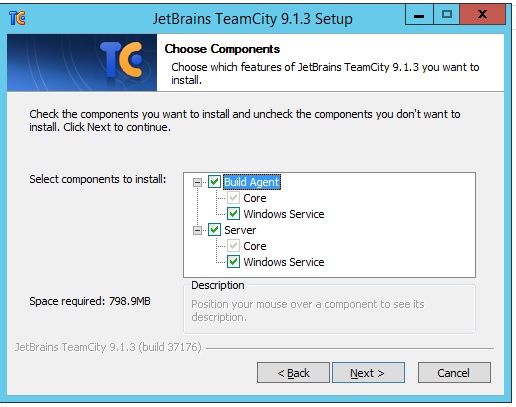 TC
JetBrains TeamCity 9.1.3 Setup
TC
Choose Components
Choose which features of JetBrains TeamCity 9.1.3 you want to
install.
Check the components you want to install and uncheck the components you don't want to
install. Click Next to continue.
Select components to install:
Build Agent
Core
Windows Service
Server
Core
Windows Service
Space required: 798.9MB
Description
Position your mouse over a component to see its
description.
JetBrains TeamCity 9.1.3 (build 37176)
< Back
Next >
Cancel